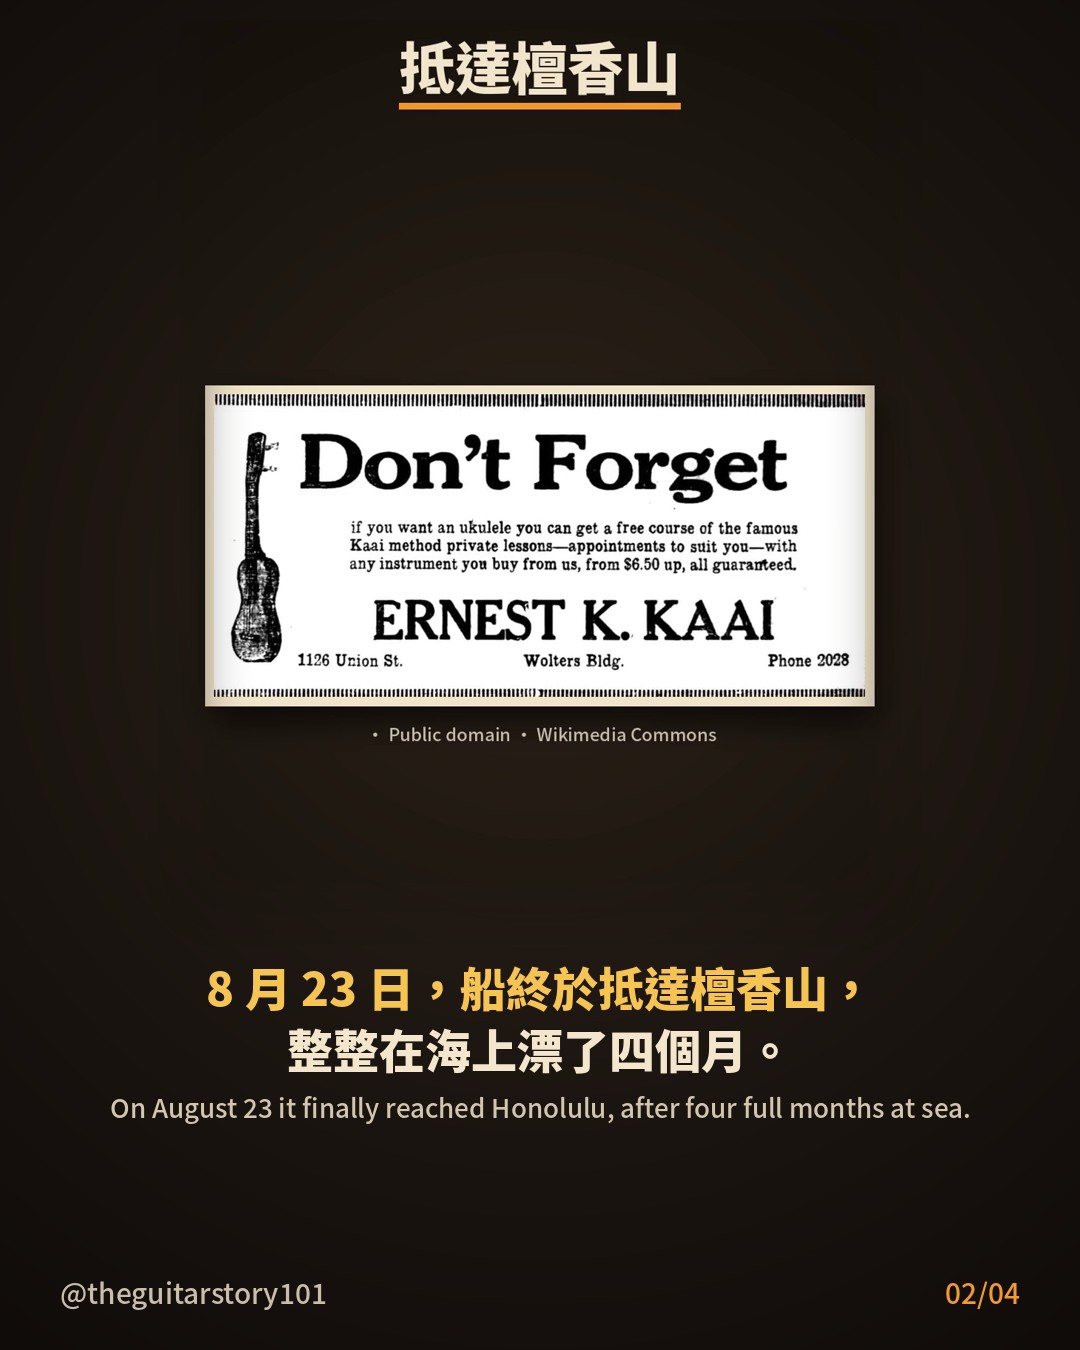 抵達檀香山
Don't Forget
if you want an ukulele you can get a free course of the famous
Kaai method private lessons—appointments to suit you—with
any instrument you buy from us, from $6.50 up, all guaranteed.
ERNEST K. KAAI
1126 Union St. Wolters Bldg. Phone 2028
・ Public domain ・ Wikimedia Commons
8 月 23 日，船終於抵達檀香山，
整整在海上漂了四個月。
On August 23 it finally reached Honolulu, after four full months at sea.
@theguitarstory101 02/04